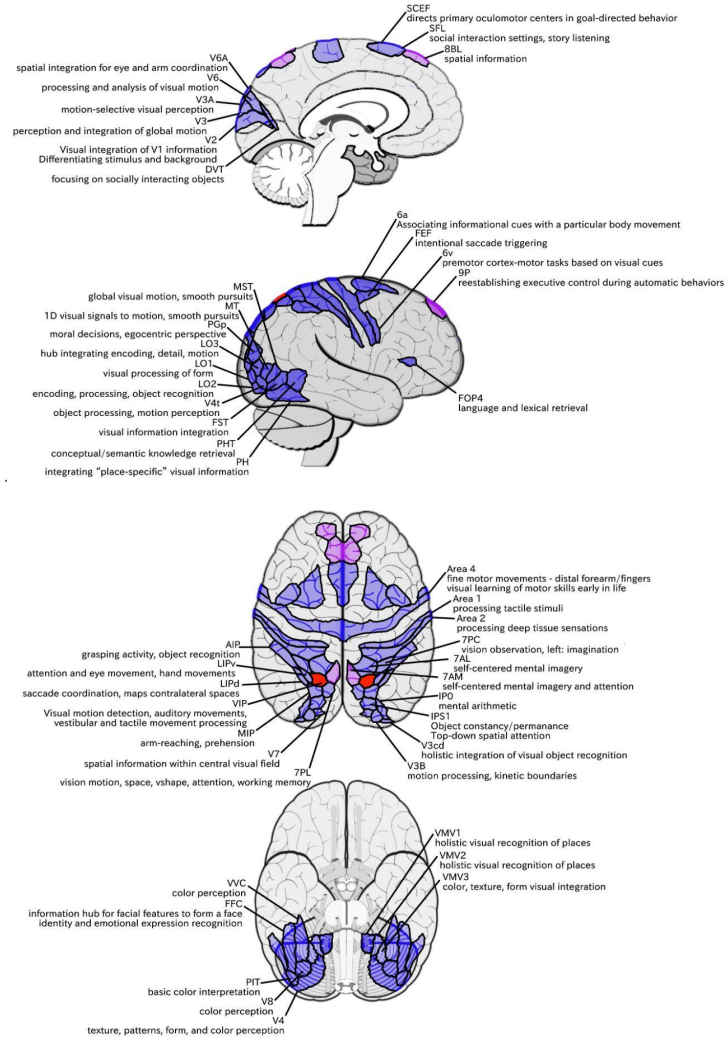 SCEF
directs primary oculomotor centers in goal-directed behavior
SFL
social interaction settings, story listening
8BL
spatial information
V6A
spatial integration for eye and arm coordination
V6
processing and analysis of visual motion
V3A
motion-selective visual perception
V3
perception and integration of global motion
V2
Visual integration of V1 information
Differentiating stimulus and background
DVT
focusing on socially interacting objects
6a
Associating informational cues with a particular body movement
FEF
intentional saccade triggering
6v
premotor cortex-motor tasks based on visual cues
9P
reestablishing executive control during automatic behaviors
MST
global visual motion, smooth pursuits
MT
1D visual signals to motion, smooth pursuits
PGp
moral decisions, egocentric perspective
LO3
hub integrating encoding, detail, motion
LO1
visual processing of form
LO2
encoding, processing, object recognition
V4t
object processing, motion perception
FST
visual information integration
PHT
conceptual/semantic knowledge retrieval
PH
integrating "place-specific" visual information
FOP4
language and lexical retrieval
Area 4
fine motor movements - distal forearm/fingers
visual learning of motor skills early in life
Area 1
processing tactile stimuli
Area 2
processing deep tissue sensations
7PC
vision observation, left: imagination
7AL
self-centered mental imagery
7AM
self-centered mental imagery and attention
IP0
mental arithmetic
IPS1
Object constancy/permanance
Top-down spatial attention
V3cd
holistic integration of visual object recognition
V3B
motion processing, kinetic boundaries
AIP
grasping activity, object recognition
LIPv
attention and eye movement, hand movements
LIPd
saccade coordination, maps contralateral spaces
VIP
Visual motion detection, auditory movements,
vestibular and tactile movement processing
MIP
arm-reaching, prehension
V7
spatial information within central visual field
7PL
vision motion, space, vshape, attention, working memory
VMV1
holistic visual recognition of places
VMV2
holistic visual recognition of places
VMV3
color, texture, form visual integration
VVC
color perception
FFC
information hub for facial features to form a face
identity and emotional expression recognition
PIT
basic color interpretation
V8
color perception
V4
texture, patterns, form, and color perception